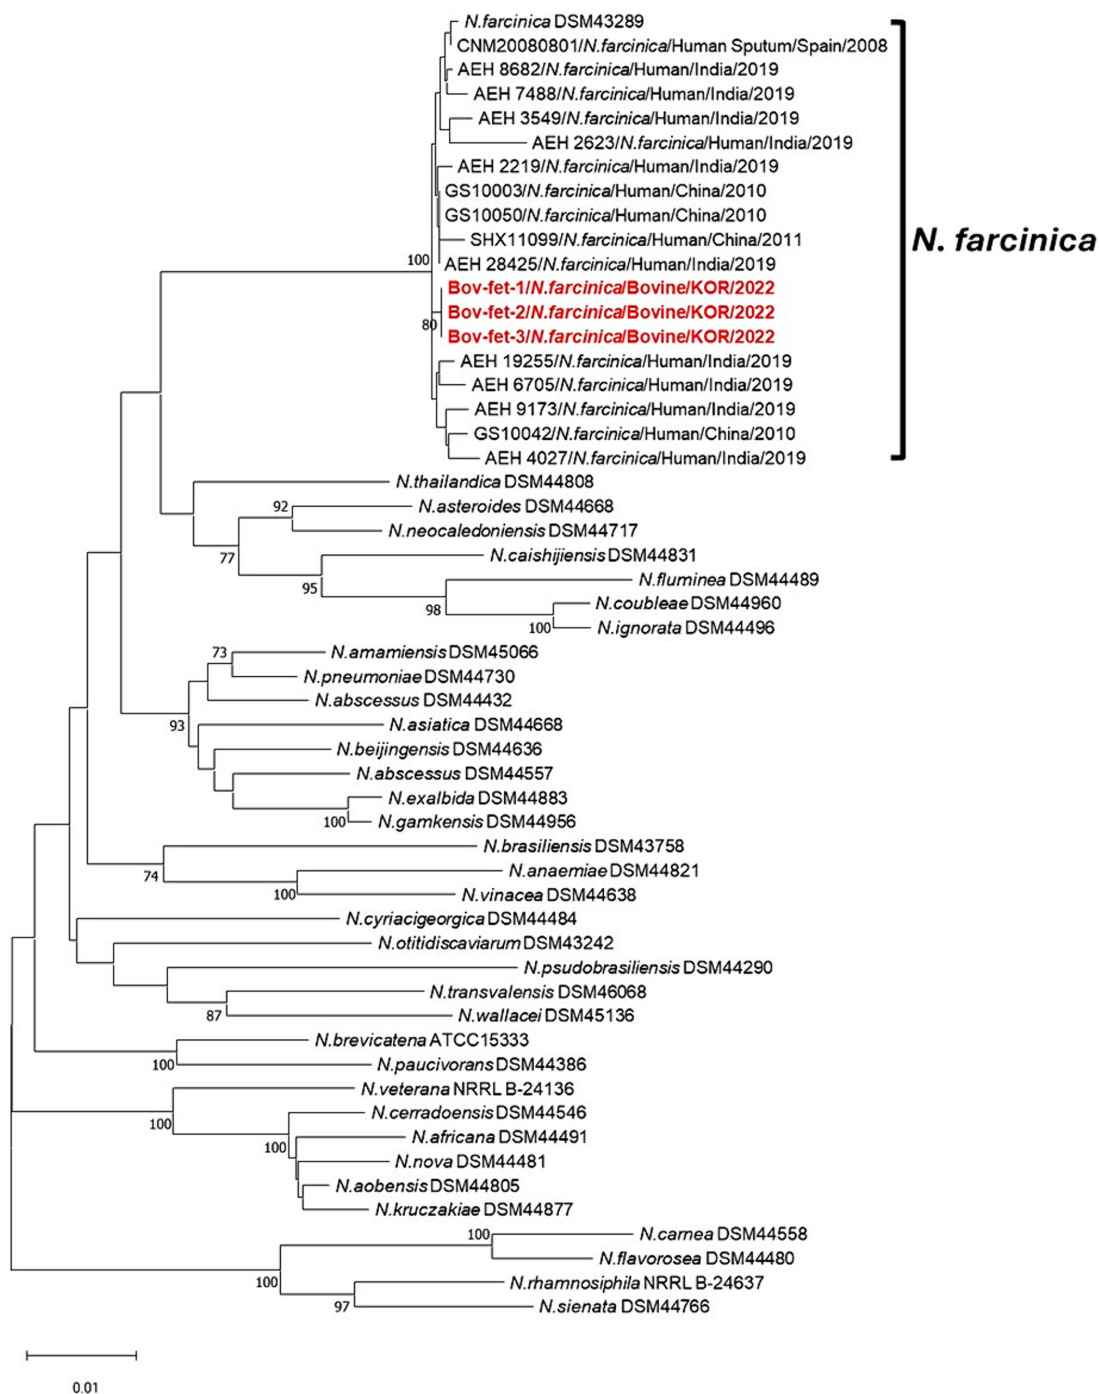 N.farcinica DSM43289
CNM20080801/N.farcinica/Human Sputum/Spain/2008
AEH 8682/N.farcinica/Human/India/2019
AEH 7488/N.farcinica/Human/India/2019
AEH 3549/N.farcinica/Human/India/2019
AEH 2623/N.farcinica/Human/India/2019
AEH 2219/N.farcinica/Human/India/2019
GS10003/N.farcinica/Human/China/2010
GS10050/N.farcinica/Human/China/2010
SHX11099/N.farcinica/Human/China/2011
N. farcinica
100
AEH 28425/N.farcinica/Human/India/2019
Bov-fet-1/N.farcinica/Bovine/KOR/2022
Bov-fet-2/N.farcinica/Bovine/KOR/2022
80
Bov-fet-3/N.farcinica/Bovine/KOR/2022
AEH 19255/N.farcinica/Human/India/2019
AEH 6705/N.farcinica/Human/India/2019
AEH 9173/N.farcinica/Human/India/2019
GS10042/N.farcinica/Human/China/2010
AEH 4027/N.farcinica/Human/India/2019
N.thailandica DSM44808
92
N.asteroides DSM44668
N.neocaledoniensis DSM44717
77
N.caishijiensis DSM44831
95
N.fluminea DSM44489
98
N.coubleae DSM44960
100
N.ignorata DSM44496
73
N.amamiensis DSM45066
N.pneumoniae DSM44730
N.abscessus DSM44432
93
N.asiatica DSM44668
N.beijingensis DSM44636
N.abscessus DSM44557
N.exalbida DSM44883
100
N.gamkensis DSM44956
N.brasiliensis DSM43758
74
N.anaemiae DSM44821
100
N.vinacea DSM44638
N.cyriacigeorgica DSM44484
N.otitidiscaviarum DSM43242
N.psudobrasiliensis DSM44290
N.transvalensis DSM46068
87
N.wallacei DSM45136
N.brevicatena ATCC15333
100
N.paucivorans DSM44386
N.veterana NRRL B-24136
100
N.cerradoensis DSM44546
100
N.africana DSM44491
N.nova DSM44481
N.aobensis DSM44805
N.kruczakiae DSM44877
100
N.carnea DSM44558
N.flavorosea DSM44480
100
N.rhamnosiphila NRRL B-24637
97
N.sienata DSM44766
0.01